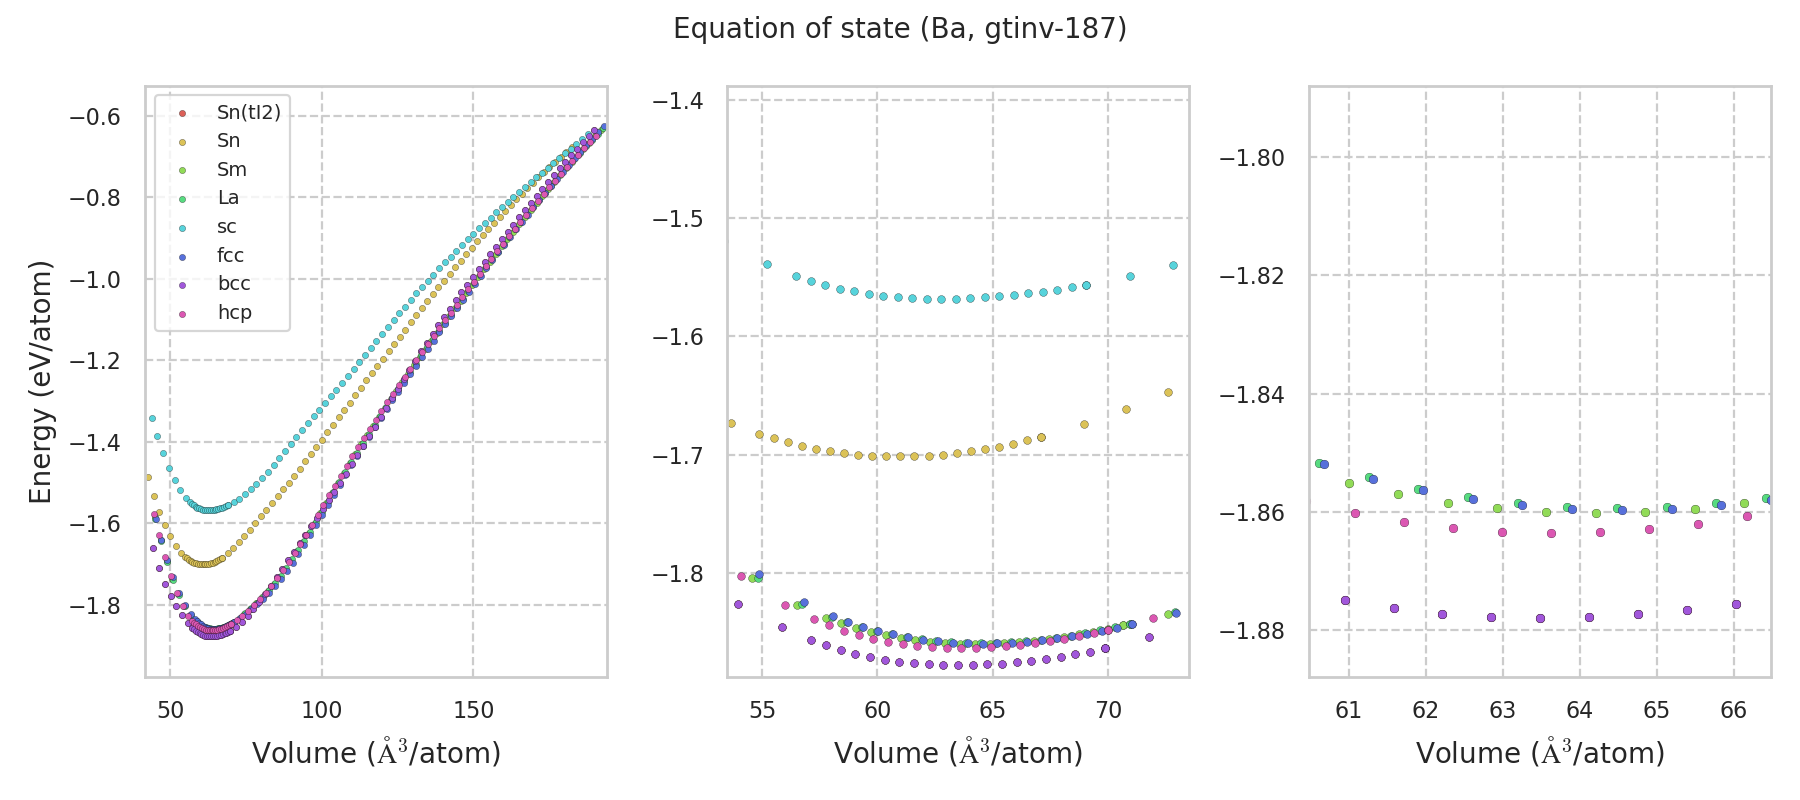 Equation of state (Ba, gtinv-187)
Energy (eV/atom)
−0.6
−0.8
−1.0
−1.2
−1.4
−1.6
−1.8
Sn(tI2)
Sn
Sm
La
sc
fcc
bcc
hcp
50 100 150
Volume (Å³/atom)
−1.4
−1.5
−1.6
−1.7
−1.8
55 60 65 70
Volume (Å³/atom)
−1.80
−1.82
−1.84
−1.86
−1.88
61 62 63 64 65 66
Volume (Å³/atom)